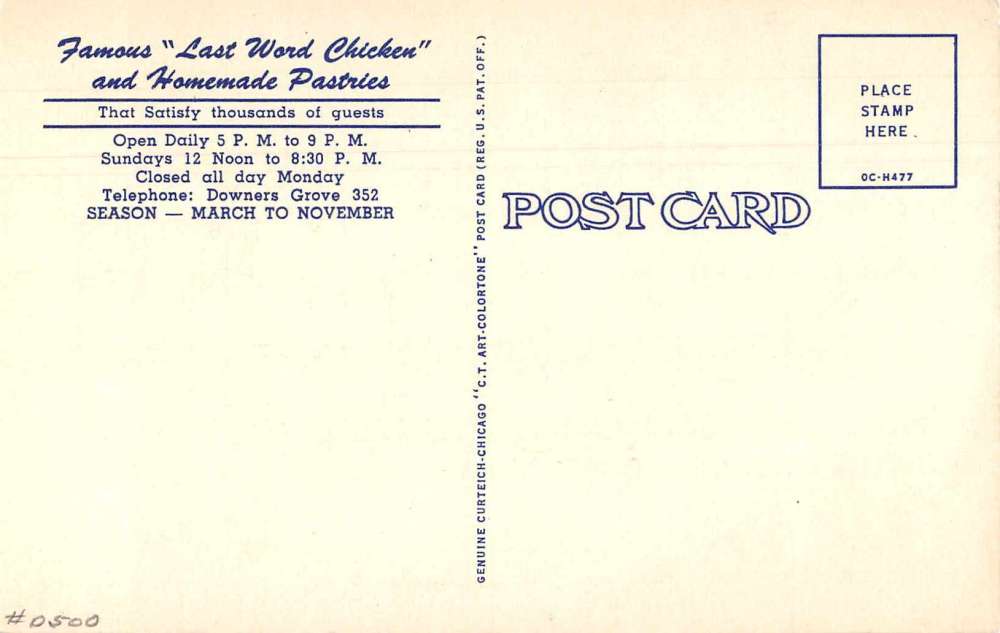 Famous "Last Word Chicken"
and Homemade Pastries
That Satisfy thousands of guests
Open Daily 5 P. M. to 9 P. M.
Sundays 12 Noon to 8:30 P. M.
Closed all day Monday
Telephone: Downers Grove 352
SEASON — MARCH TO NOVEMBER
GENUINE CURTEICH-CHICAGO "C.T. ART-COLORTONE" POST CARD (REG. U.S. PAT. OFF.)
POST CARD
PLACE
STAMP
HERE
OC-H477
#D500